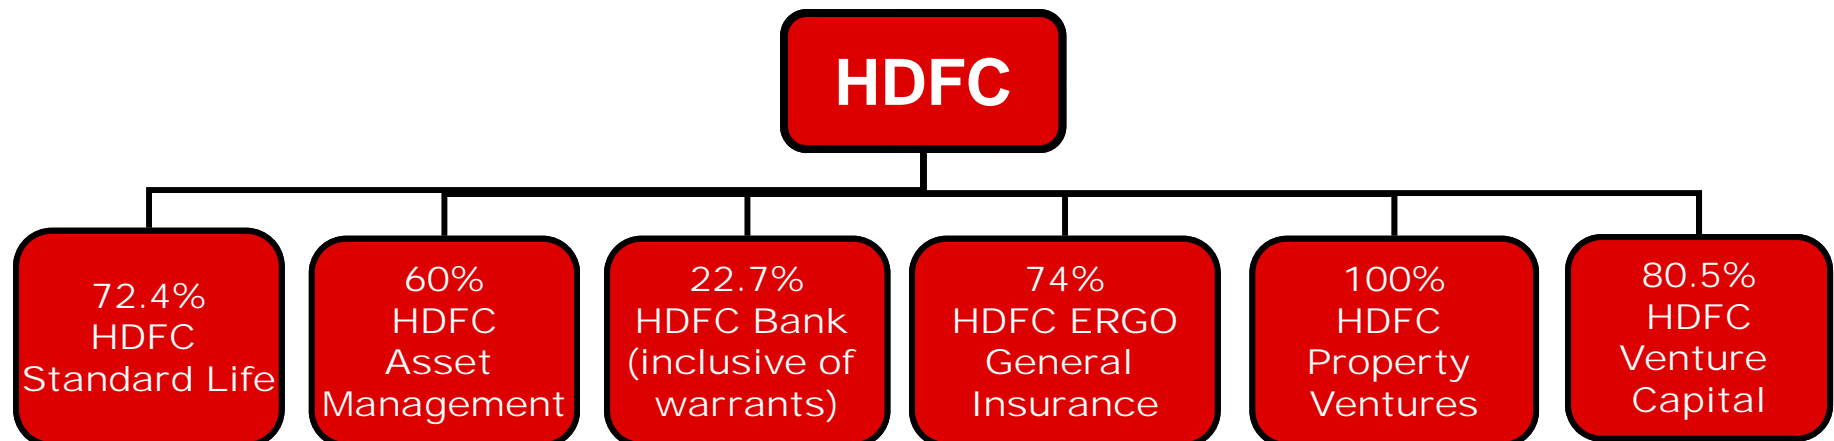 HDFC
72.4%
HDFC
Standard Life
60%
HDFC
Asset
Management
22.7%
HDFC Bank
(inclusive of
warrants)
74%
HDFC ERGO
General
Insurance
100%
HDFC
Property
Ventures
80.5%
HDFC
Venture
Capital